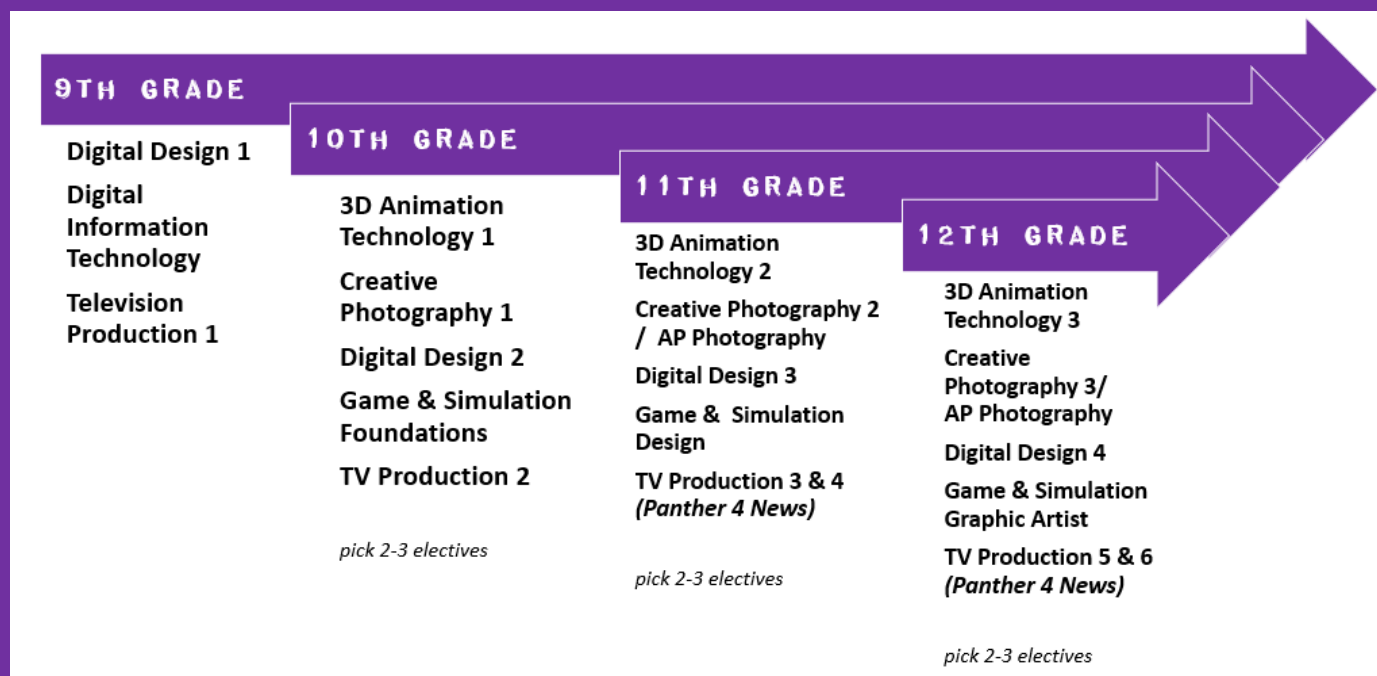 9TH GRADE
Digital Design 1
Digital
Information
Technology
Television
Production 1
10TH GRADE
3D Animation
Technology 1
Creative
Photography 1
Digital Design 2
Game & Simulation
Foundations
TV Production 2
pick 2-3 electives
11TH GRADE
3D Animation
Technology 2
Creative Photography 2
/ AP Photography
Digital Design 3
Game & Simulation
Design
TV Production 3 & 4
(Panther 4 News)
pick 2-3 electives
12TH GRADE
3D Animation
Technology 3
Creative
Photography 3/
AP Photography
Digital Design 4
Game & Simulation
Graphic Artist
TV Production 5 & 6
(Panther 4 News)
pick 2-3 electives